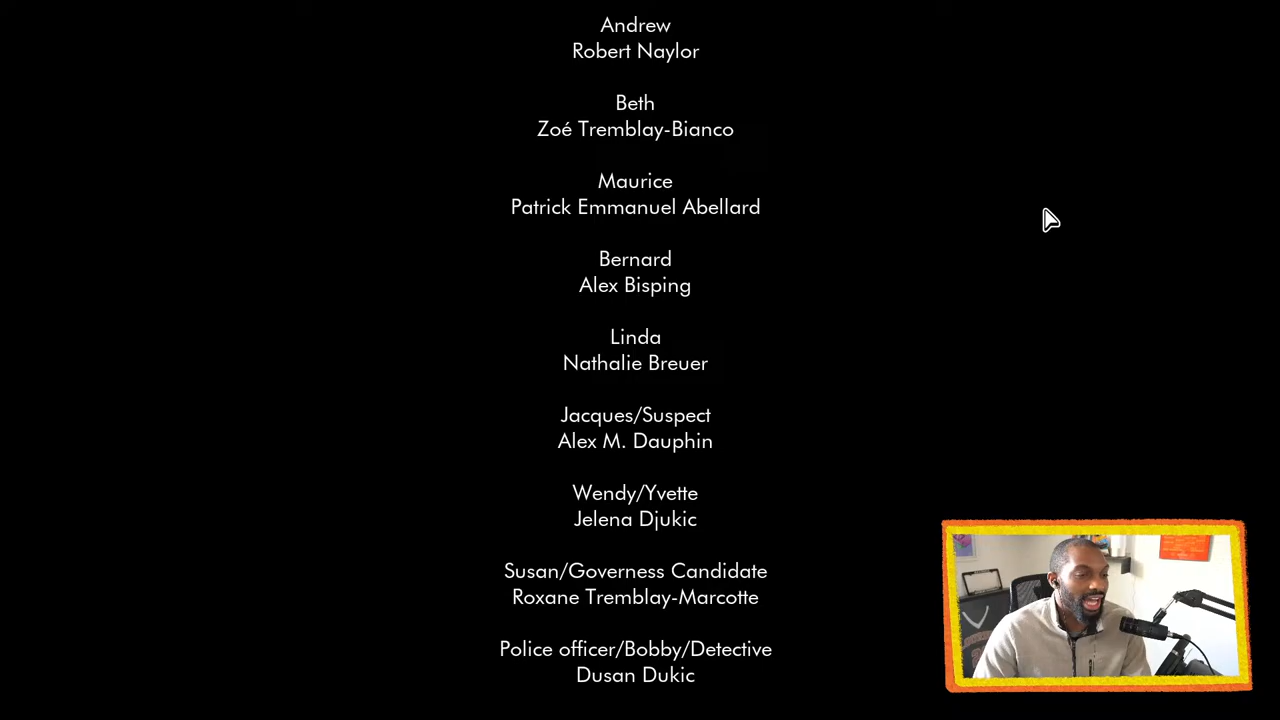 Andrew
Robert Naylor
Beth
Zoé Tremblay-Bianco
Maurice
Patrick Emmanuel Abellard
Bernard
Alex Bisping
Linda
Nathalie Breuer
Jacques/Suspect
Alex M. Dauphin
Wendy/Yvette
Jelena Djukic
Susan/Governess Candidate
Roxane Tremblay-Marcotte
Police officer/Bobby/Detective
Dusan Dukic